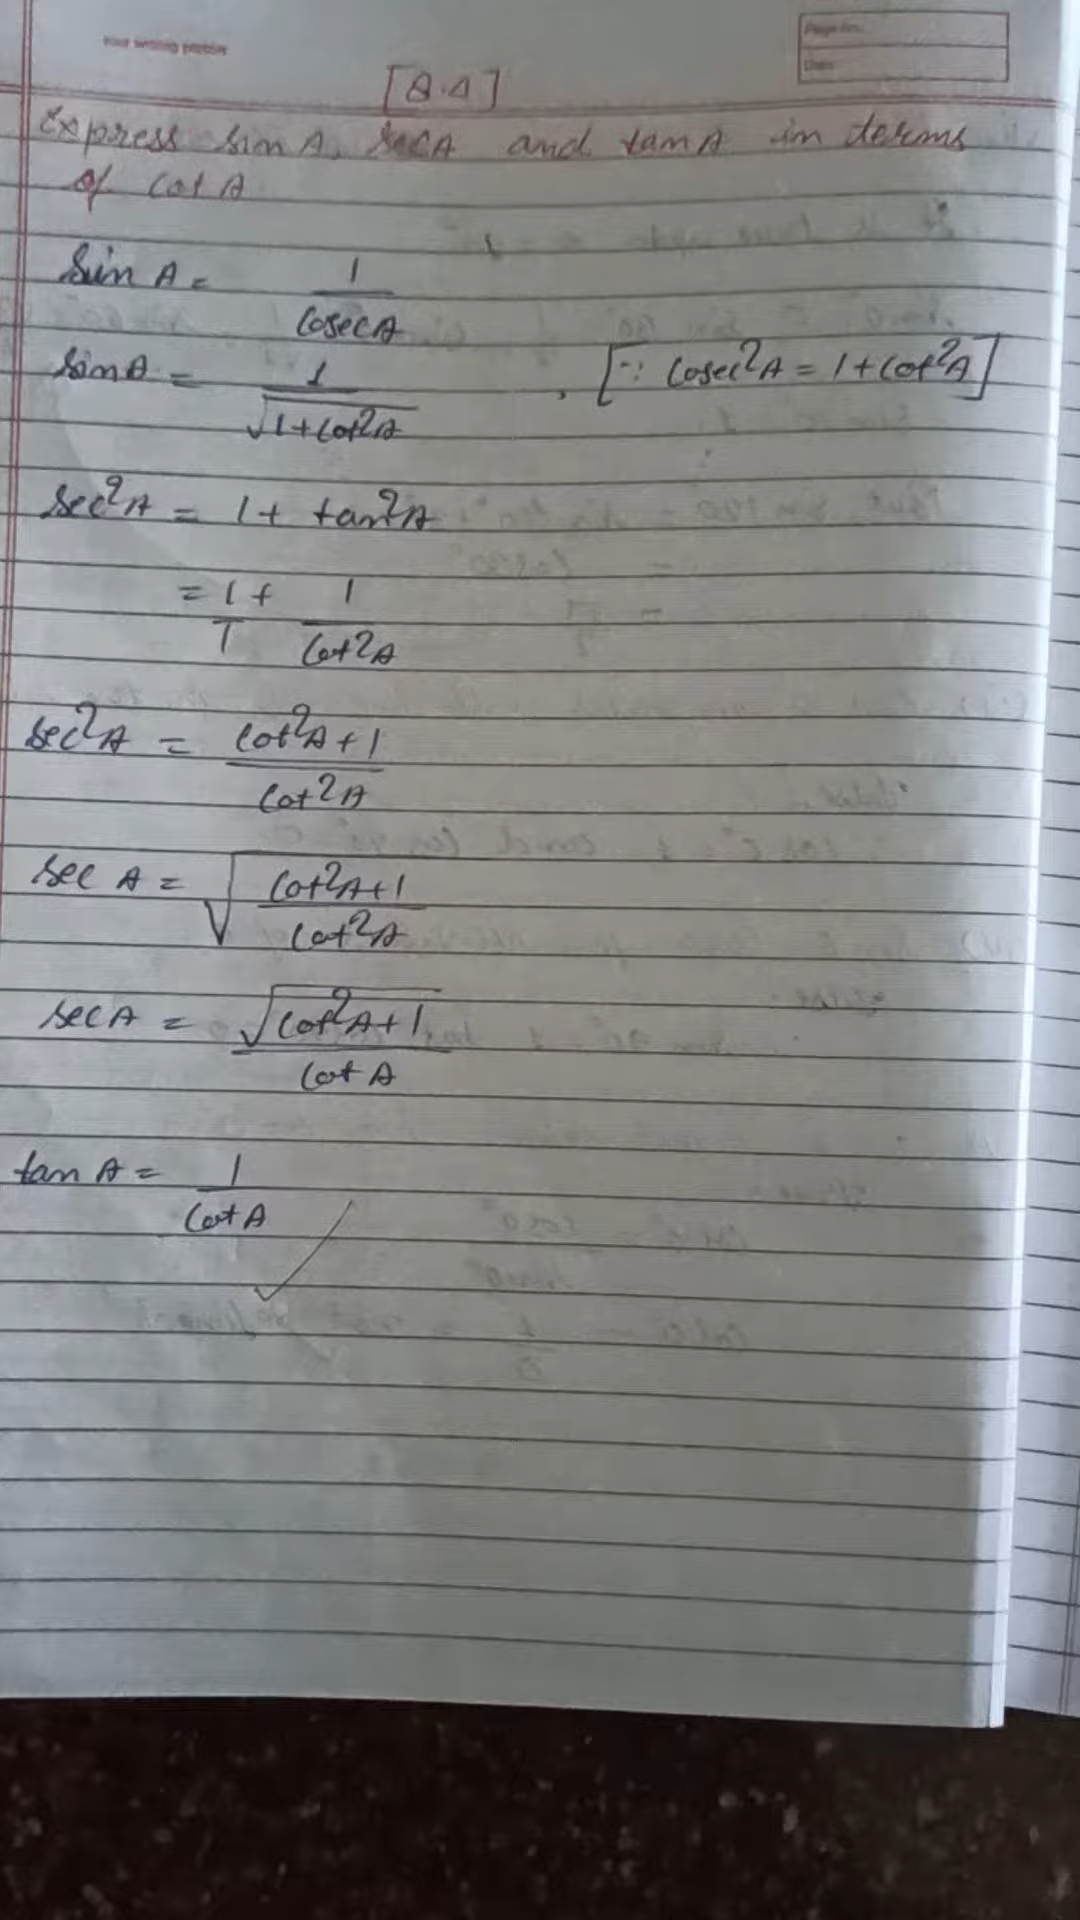 [8.4]
Express sin A, sec A and tan A in terms
of cot A
sin A = 1/cosec A
sin A = 1/√(1+cot²A) [∵ cosec²A = 1+cot²A]
sec²A = 1 + tan²A
= 1/1 + 1/cot²A
sec²A = (cot²A+1)/cot²A
sec A = √((cot²A+1)/cot²A)
sec A = √(cot²A+1)/cot A
tan A = 1/cot A